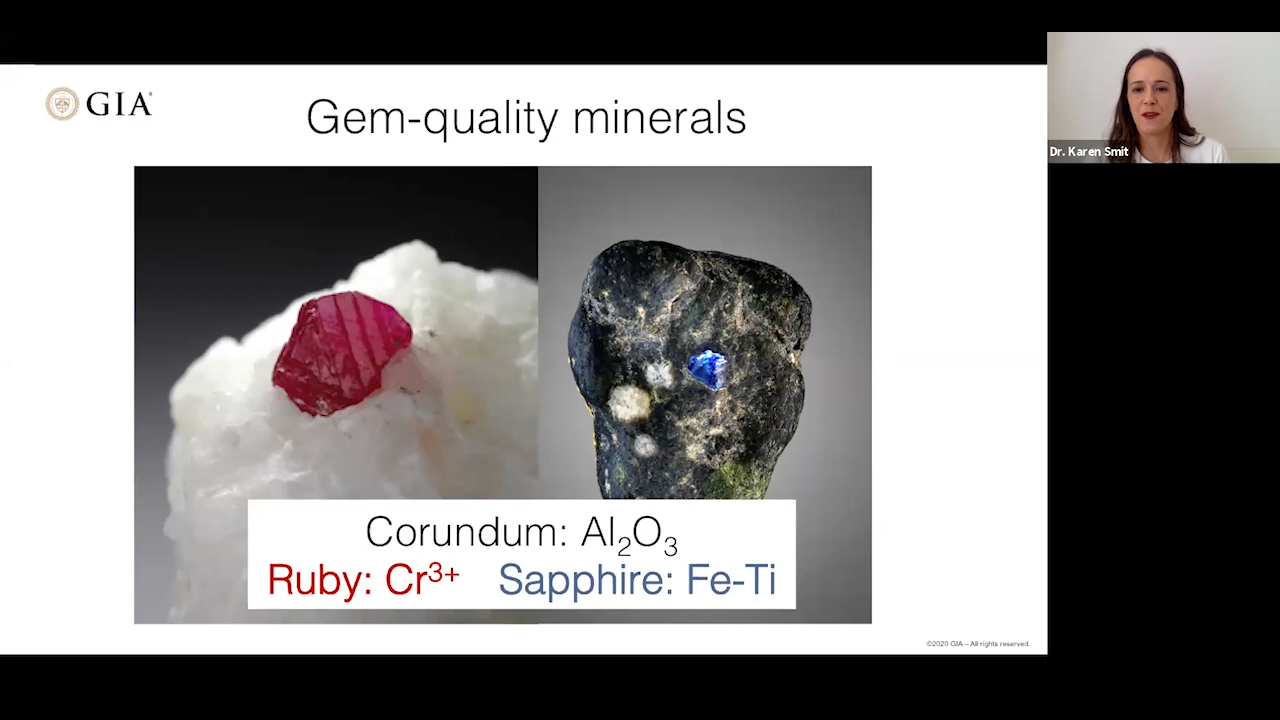 GIA
Gem-quality minerals
Dr. Karen Smit
Corundum: Al₂O₃
Ruby: Cr³⁺ Sapphire: Fe-Ti
©2020 GIA – All rights reserved.